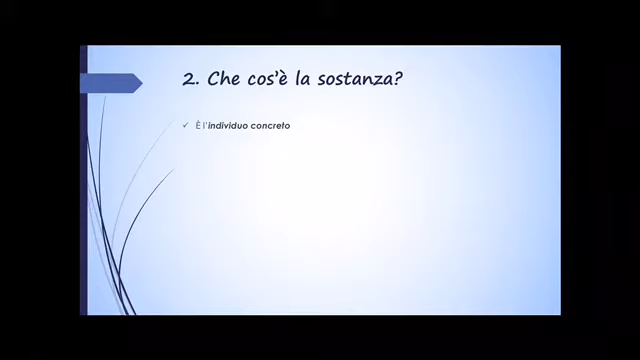 2. Che cos'è la sostanza?
✓ È l'individuo concreto